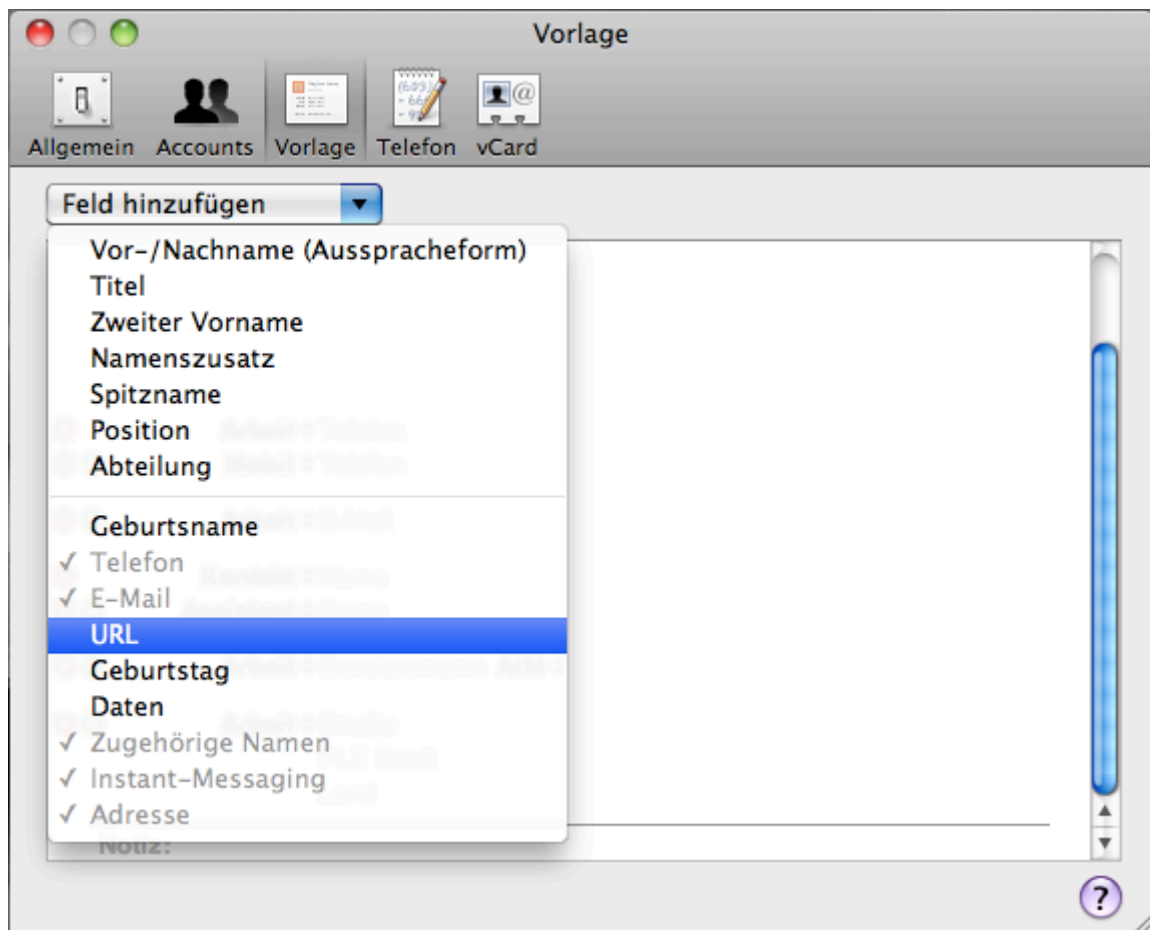 Vorlage
Allgemein Accounts Vorlage Telefon vCard
Feld hinzufügen
Vor-/Nachname (Ausspracheform)
Titel
Zweiter Vorname
Namenszusatz
Spitzname
Position
Abteilung
Geburtsname
✓ Telefon
✓ E-Mail
URL
Geburtstag
Daten
✓ Zugehörige Namen
✓ Instant-Messaging
✓ Adresse
Notiz:
?